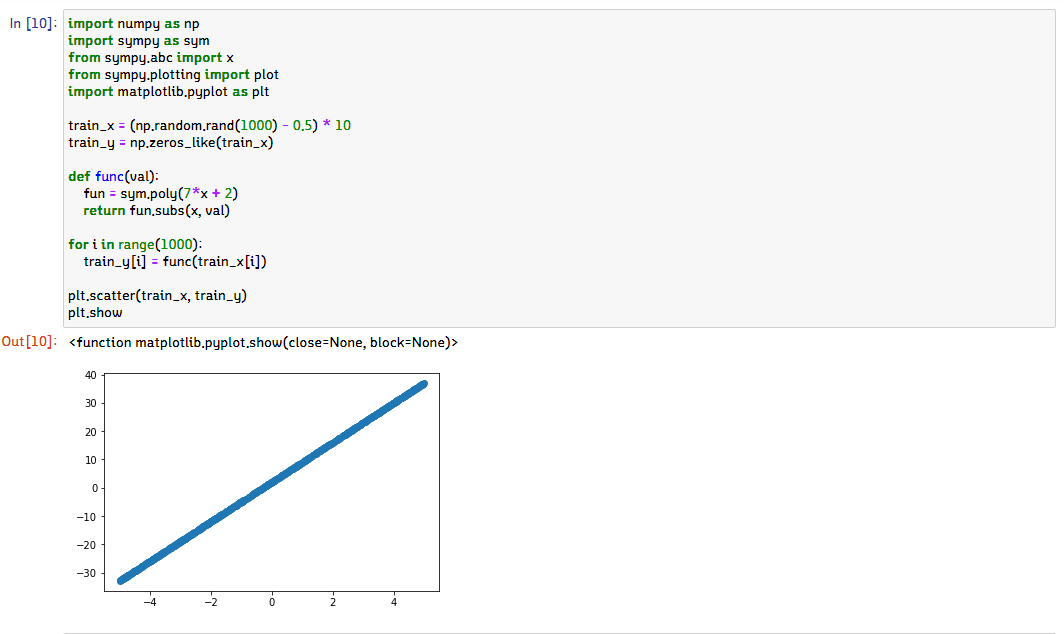 In [10]:
import numpy as np
import sympy as sym
from sympy.abc import x
from sympy.plotting import plot
import matplotlib.pyplot as plt
train_x = (np.random.rand(1000) - 0.5) * 10
train_y = np.zeros_like(train_x)
def func(val):
    fun = sym.poly(7*x + 2)
    return fun.subs(x, val)
for i in range(1000):
    train_y[i] = func(train_x[i])
plt.scatter(train_x, train_y)
plt.show
Out[10]: <function matplotlib.pyplot.show(close=None, block=None)>
40
30
20
10
0
−10
−20
−30
−4 −2 0 2 4